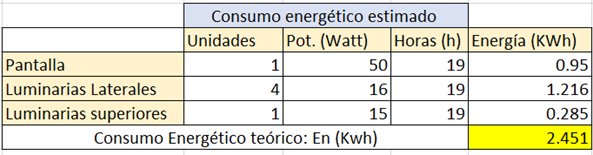 Consumo energético estimado
Unidades Pot. (Watt) Horas (h) Energía (KWh)
Pantalla 1 50 19 0.95
Luminarias Laterales 4 16 19 1.216
Luminarias superiores 1 15 19 0.285
Consumo Energético teórico: En (Kwh) 2.451